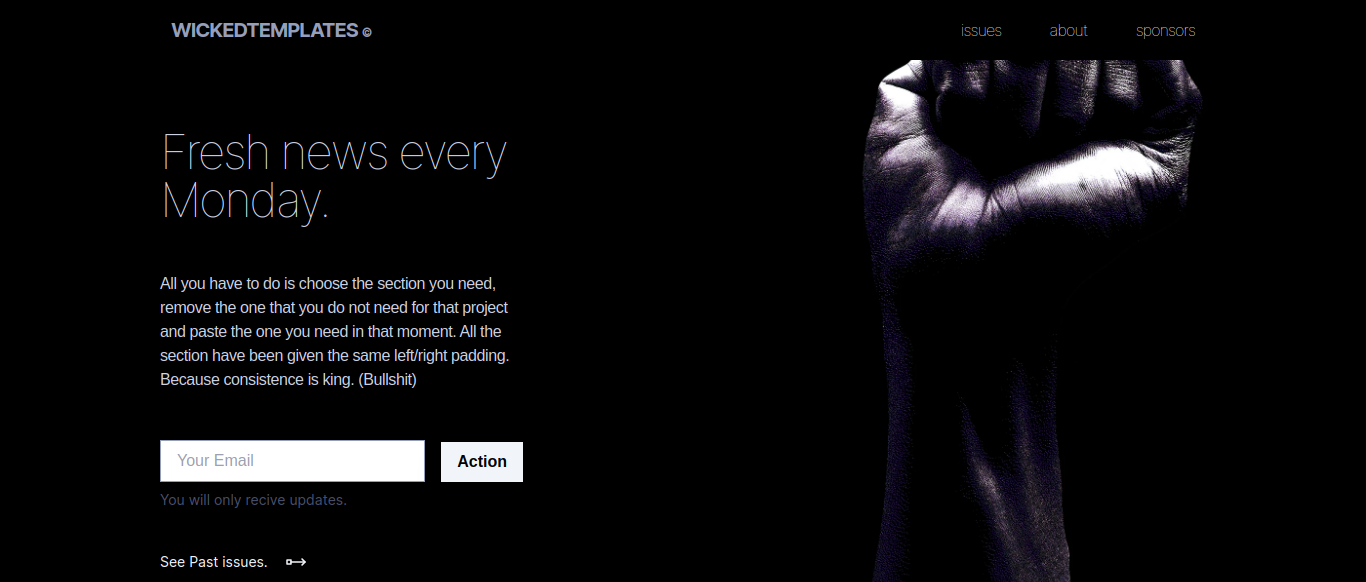 WICKEDTEMPLATES ©
issues about sponsors
Fresh news every
Monday.
All you have to do is choose the section you need,
remove the one that you do not need for that project
and paste the one you need in that moment. All the
section have been given the same left/right padding.
Because consistence is king. (Bullshit)
Your Email
Action
You will only recive updates.
See Past issues.